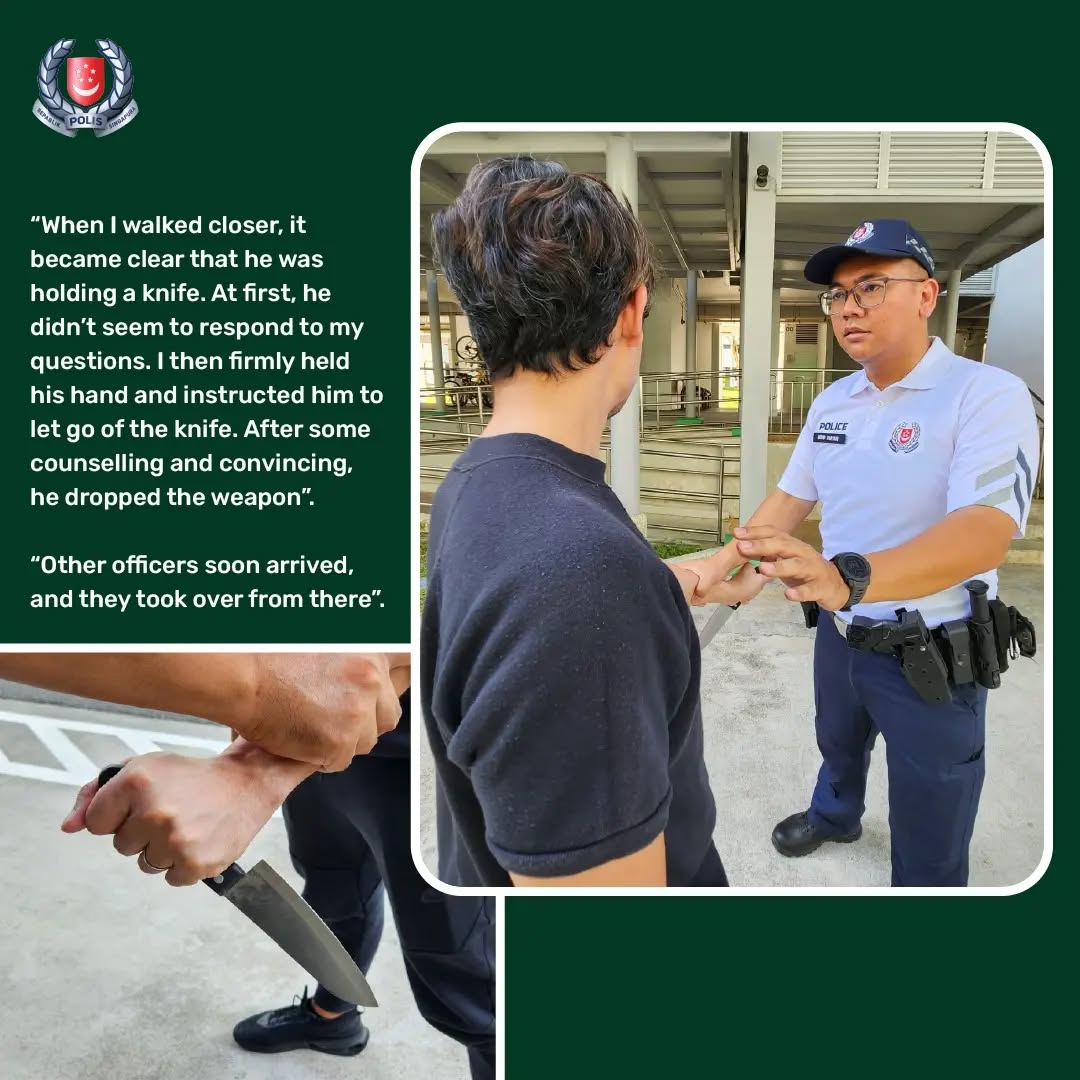 REPABLIK POLIS SINGAPURA
“When I walked closer, it
became clear that he was
holding a knife. At first, he
didn’t seem to respond to my
questions. I then firmly held
his hand and instructed him to
let go of the knife. After some
counselling and convincing,
he dropped the weapon”.
“Other officers soon arrived,
and they took over from there”.
POLICE